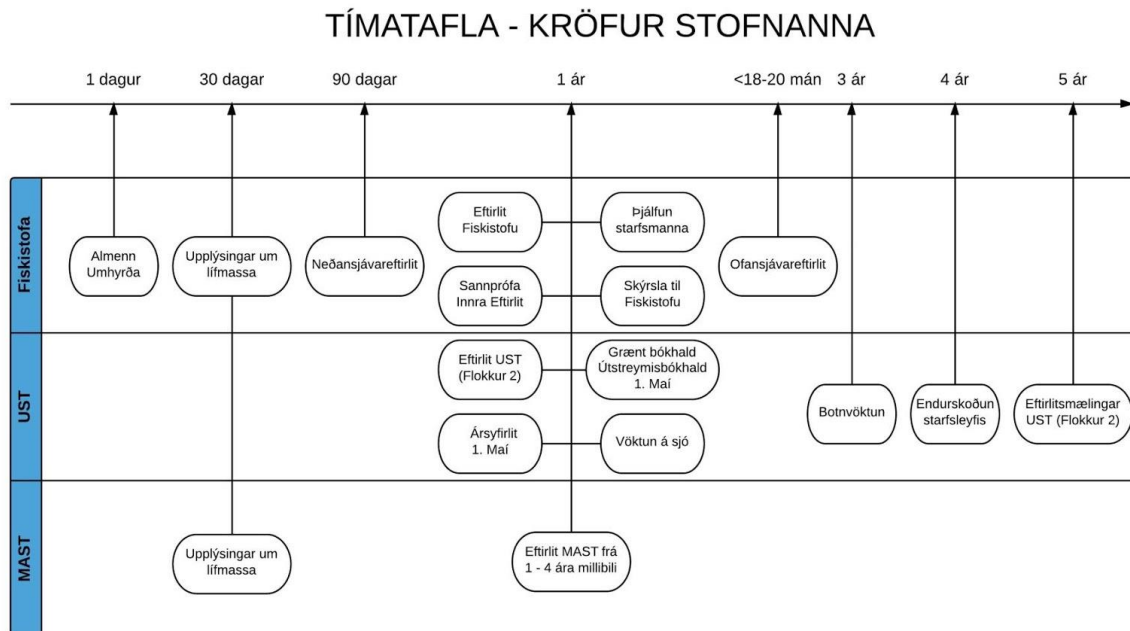 TÍMATAFLA - KRÖFUR STOFNANNA
1 dagur
30 dagar
90 dagar
1 ár
<18-20 mán
3 ár
4 ár
5 ár
Fiskistofa
Almenn
Umhyrða
Upplýsingar um
lífmassa
Neðansjávareftirlit
Eftirlit
Fiskistofu
Þjálfun
starfsmanna
Sannprófa
Innra Eftirlit
Skýrsla til
Fiskistofu
Ofansjávareftirlit
UST
Eftirlit UST
(Flokkur 2)
Grænt bókhald
Útstreymisbókhald
1. Maí
Ársyfirlit
1. Maí
Vöktun á sjó
Botnvöktun
Endurskoðun
starfsleyfis
Eftirlitsmælingar
UST (Flokkur 2)
MAST
Upplýsingar um
lífmassa
Eftirlit MAST frá
1 - 4 ára millibili